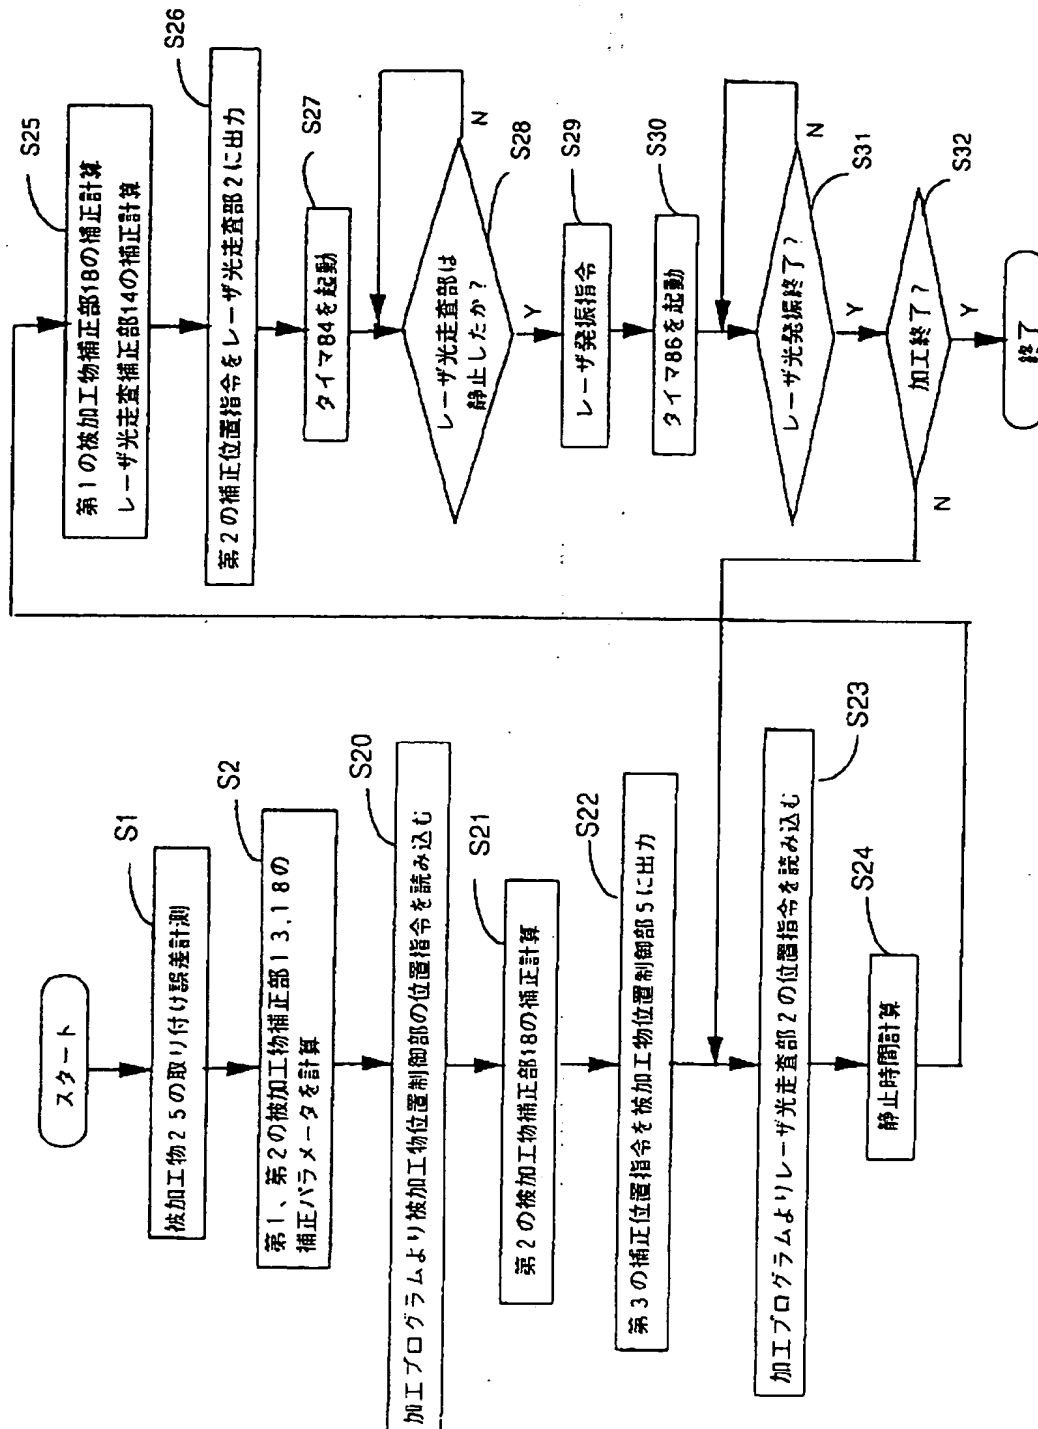 スタート
S1
被加工物25の取り付け誤差計測
S2
第1、第2の被加工物補正部13,18の
補正パラメータを計算
S20
加工プログラムより被加工物位置制御部の位置指令を読み込む
S21
第2の被加工物補正部18の補正計算
S22
第3の補正位置指令を被加工物位置制御部5に出力
S23
加工プログラムよりレーザ光走査部2の位置指令を読み込む
S24
静止時間計算
S25
第1の被加工物補正部18の補正計算
レーザ光走査補正部14の補正計算
S26
第2の補正位置指令をレーザ光走査部2に出力
S27
タイマ84を起動
S28
レーザ光走査部は
静止したか?
N
Y
S29
レーザ発振指令
S30
タイマ86を起動
S31
レーザ光発振終了?
N
Y
S32
加工終了?
N
Y
終了